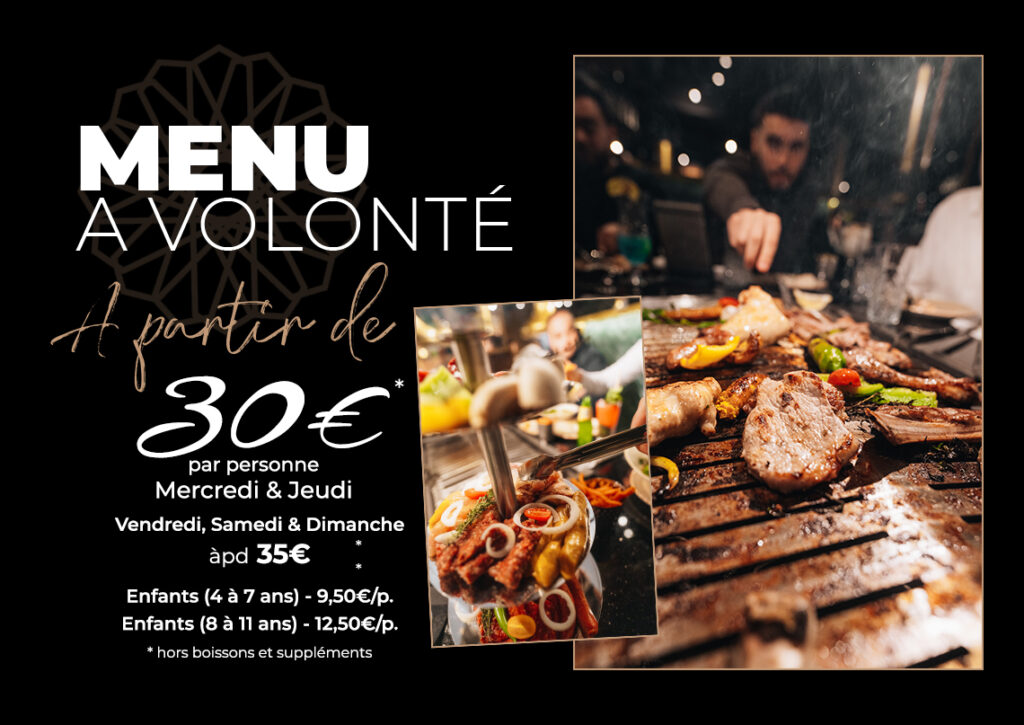 MENU
A VOLONTÉ
A partir de
30€*
par personne
Mercredi & Jeudi
Vendredi, Samedi & Dimanche
àpd 35€ *
*
Enfants (4 à 7 ans) - 9,50€/p.
Enfants (8 à 11 ans) - 12,50€/p.
* hors boissons et suppléments